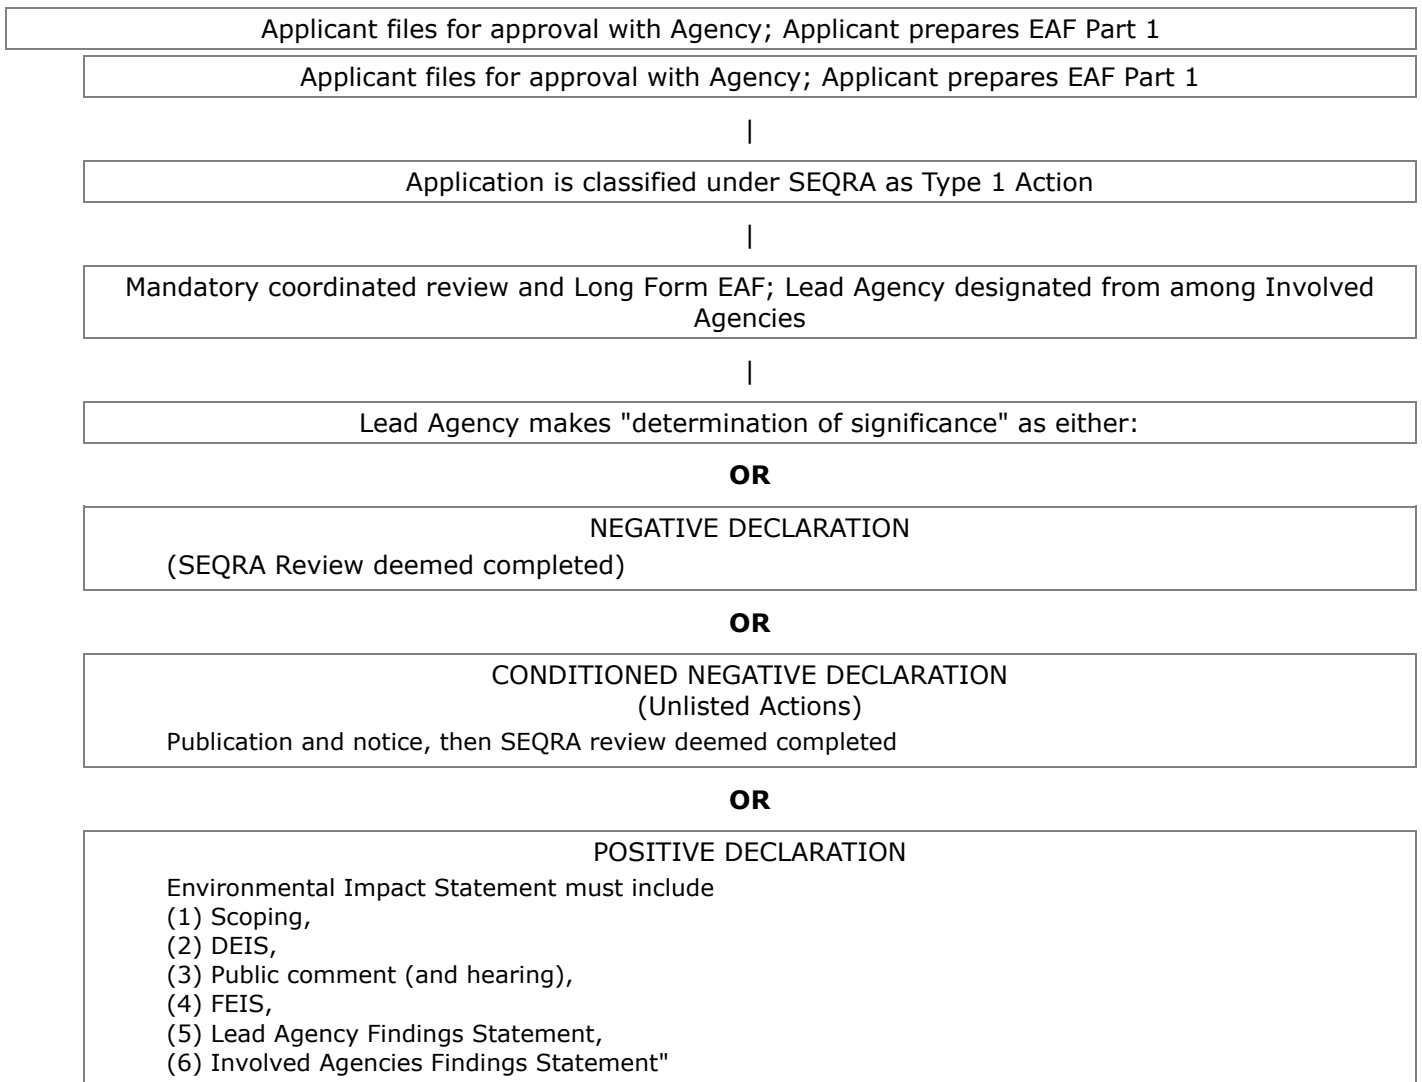 Applicant files for approval with Agency; Applicant prepares EAF Part 1
Applicant files for approval with Agency; Applicant prepares EAF Part 1
|
Application is classified under SEQRA as Type 1 Action
|
Mandatory coordinated review and Long Form EAF; Lead Agency designated from among Involved
Agencies
|
Lead Agency makes "determination of significance" as either:
OR
NEGATIVE DECLARATION
(SEQRA Review deemed completed)
OR
CONDITIONED NEGATIVE DECLARATION
(Unlisted Actions)
Publication and notice, then SEQRA review deemed completed
OR
POSITIVE DECLARATION
Environmental Impact Statement must include
(1) Scoping,
(2) DEIS,
(3) Public comment (and hearing),
(4) FEIS,
(5) Lead Agency Findings Statement,
(6) Involved Agencies Findings Statement"